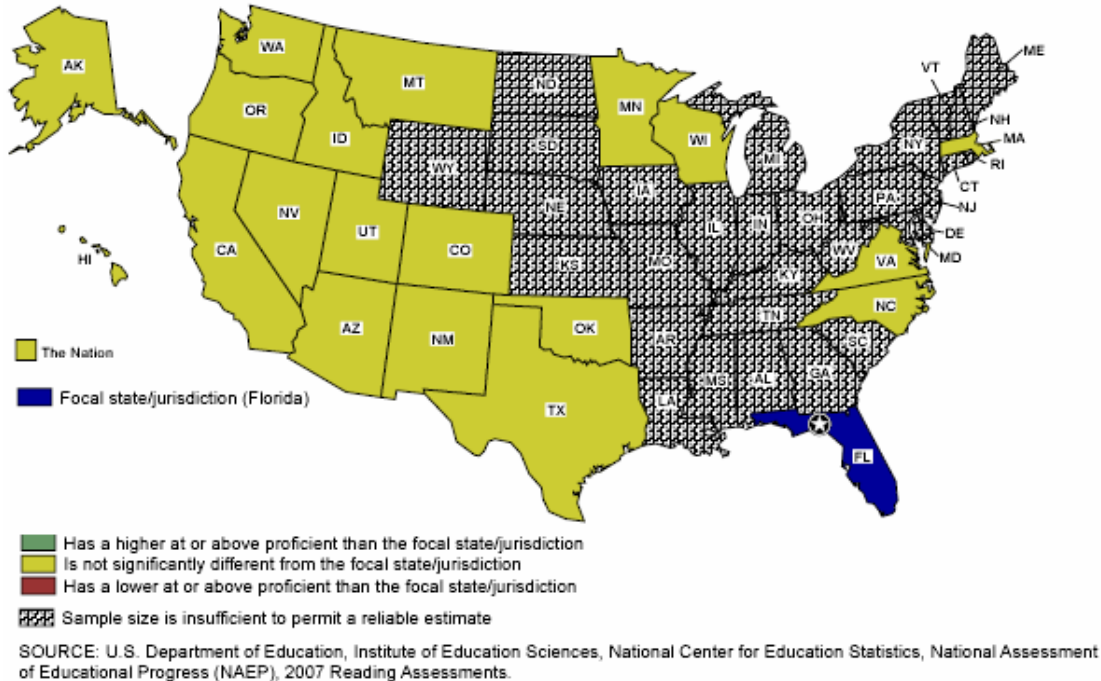 AK
WA
MT
ND
MN
ME
VT
OR
ID
WI
NH
MA
SD
NY
MI
RI
WY
CT
IA
PA
NJ
NE
NV
OH
IL
IN
DE
UT
CO
WV
MD
CA
HI
KS
MO
VA
KY
NC
TN
AZ
NM
OK
AR
SC
MS
AL
GA
The Nation
LA
TX
Focal state/jurisdiction (Florida)
FL
Has a higher at or above proficient than the focal state/jurisdiction
Is not significantly different from the focal state/jurisdiction
Has a lower at or above proficient than the focal state/jurisdiction
Sample size is insufficient to permit a reliable estimate
SOURCE: U.S. Department of Education, Institute of Education Sciences, National Center for Education Statistics, National Assessment
of Educational Progress (NAEP), 2007 Reading Assessments.